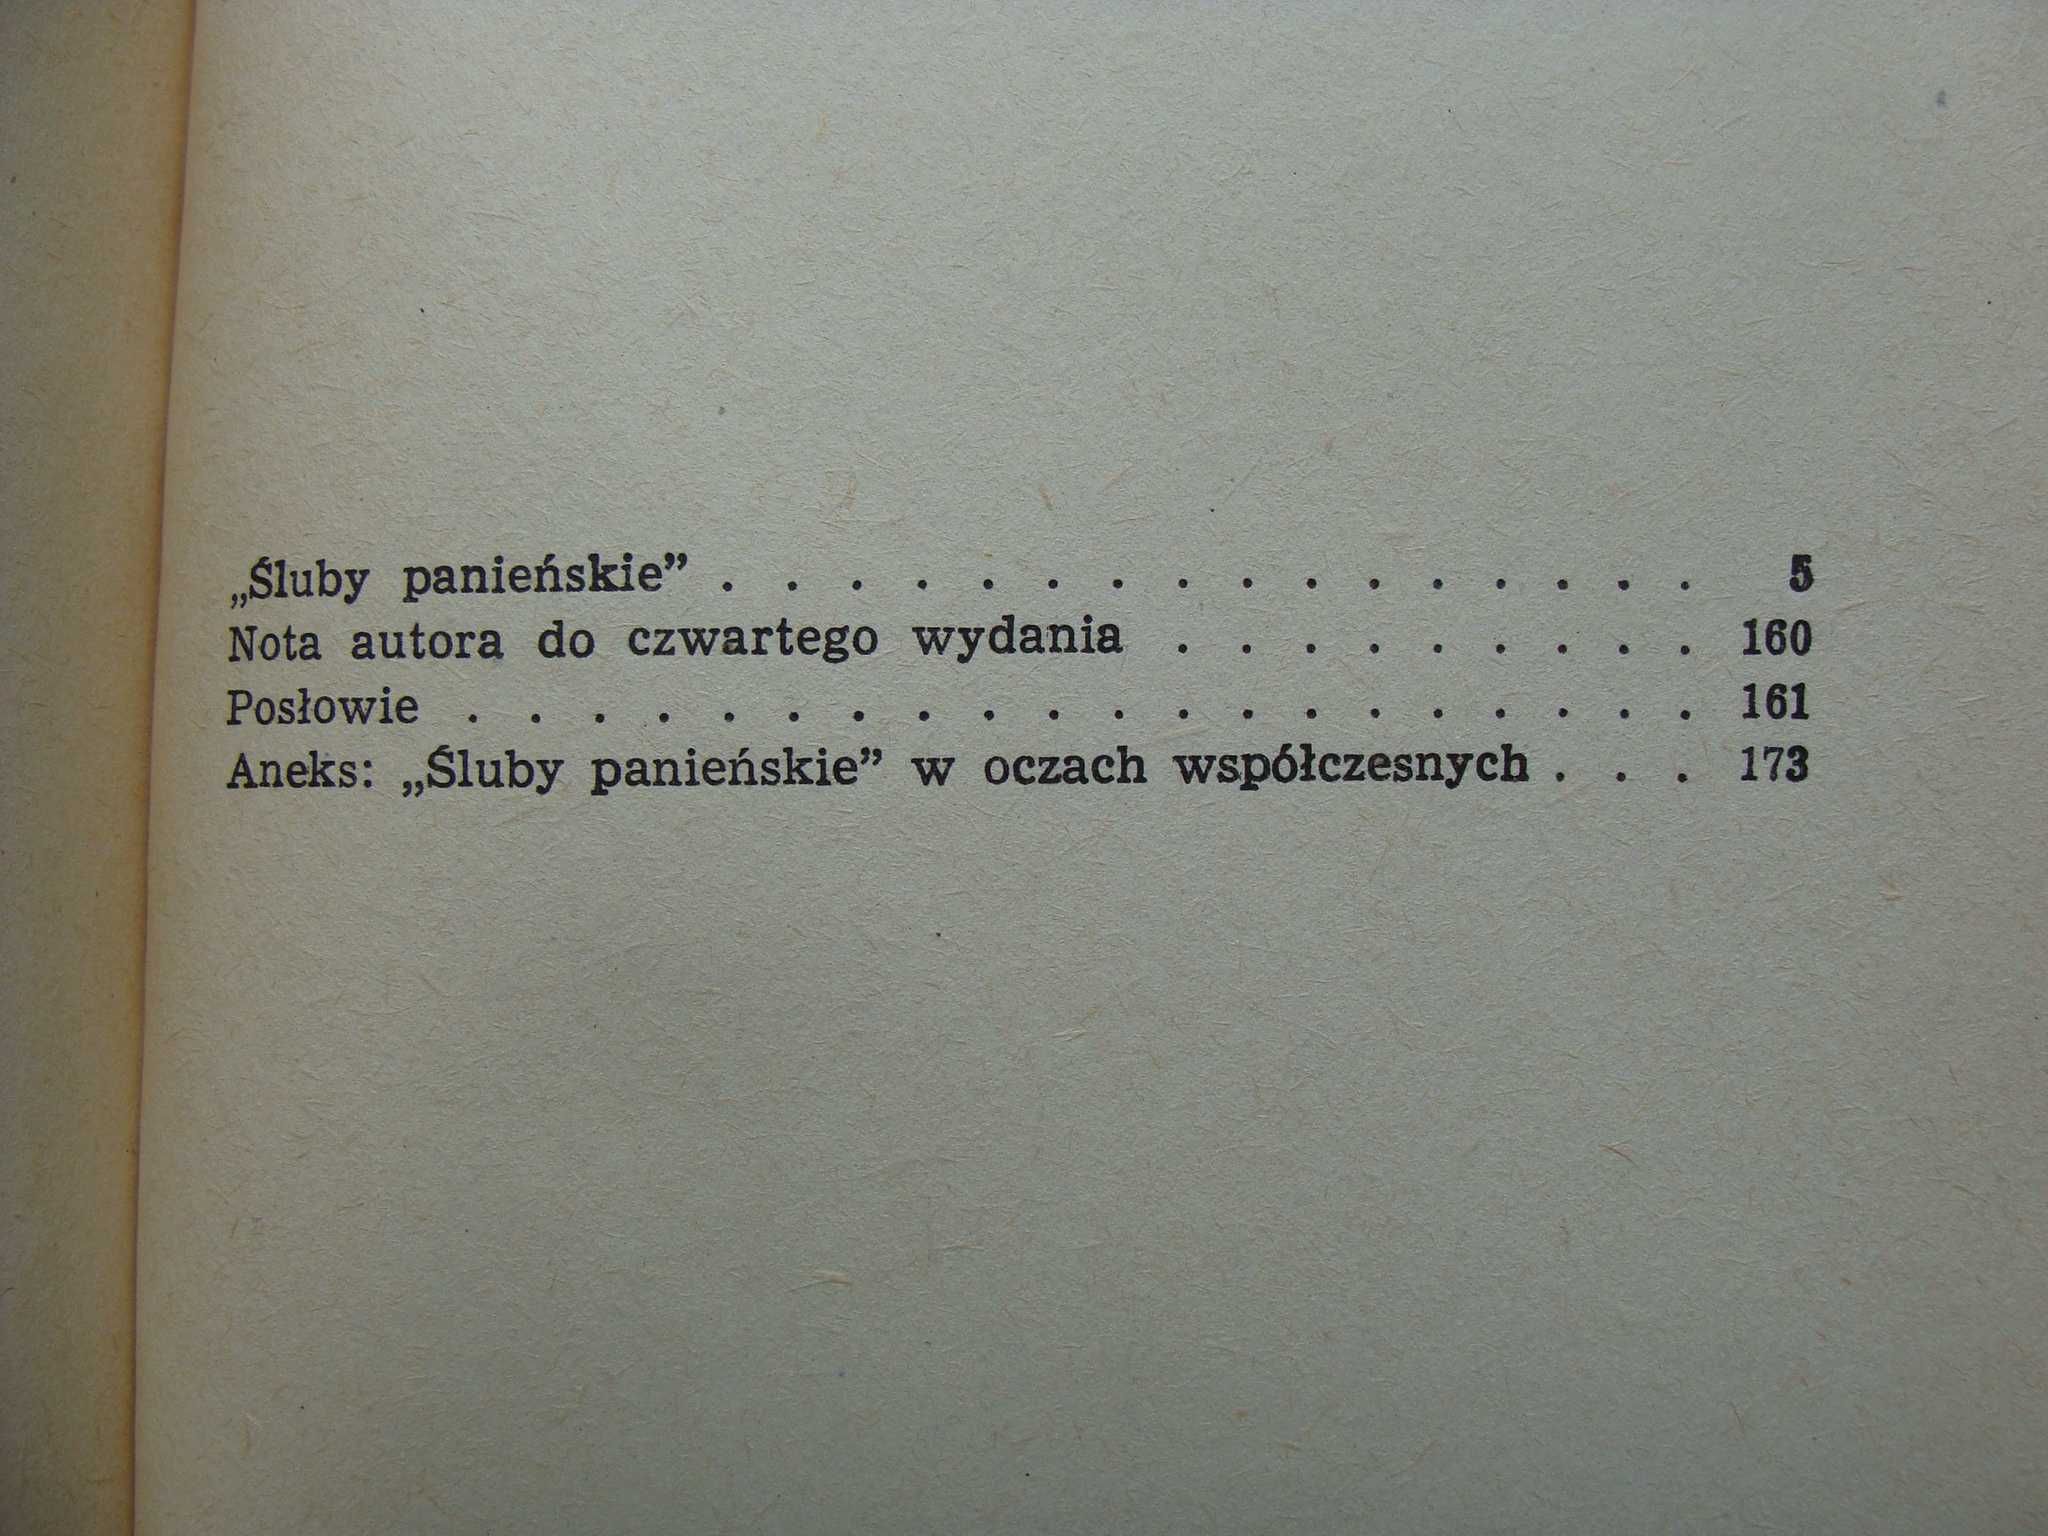 „Śluby panieńskie” . . . . . . . . . . . . . . . . 5
Nota autora do czwartego wydania . . . . . . . . . 160
Posłowie . . . . . . . . . . . . . . . . . . . . 161
Aneks: „Śluby panieńskie” w oczach współczesnych . . . 173